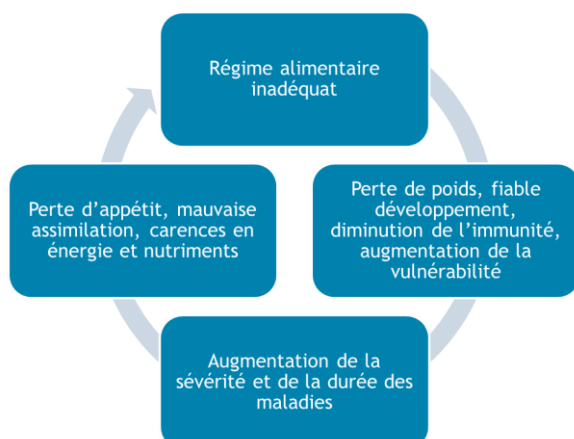 Régime alimentaire
inadéquat
Perte de poids, fiable
développement,
diminution de l’immunité,
augmentation de la
vulnérabilité
Augmentation de la
sévérité et de la durée des
maladies
Perte d’appétit, mauvaise
assimilation, carences en
énergie et nutriments